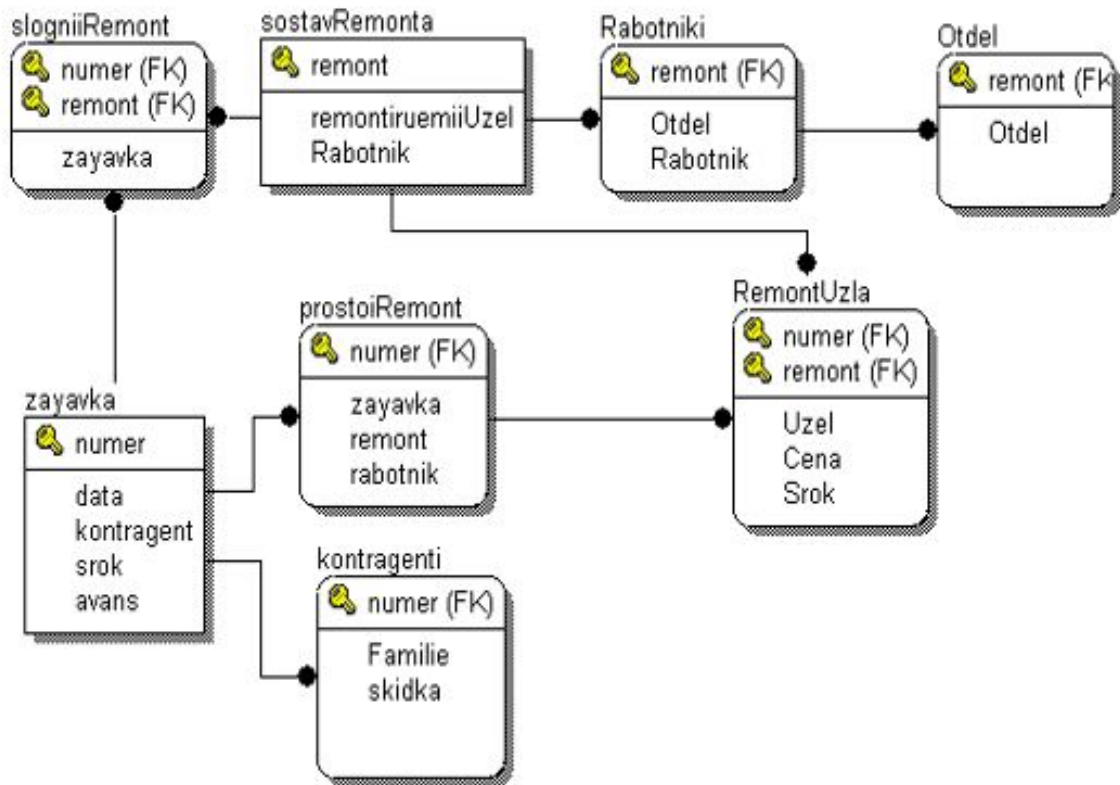 slogniiRemont
numer (FK)
remont (FK)
zayavka
sostavRemonta
remont
remontiruemiiUzel
Rabotnik
Rabotniki
remont (FK)
Otdel
Rabotnik
Otdel
remont (FK
Otdel
prostoiRemont
numer (FK)
zayavka
remont
rabotnik
RemontUzla
numer (FK)
remont (FK)
Uzel
Cena
Srok
zayavka
numer
data
kontragent
srok
avans
kontragenti
numer (FK)
Familie
skidka